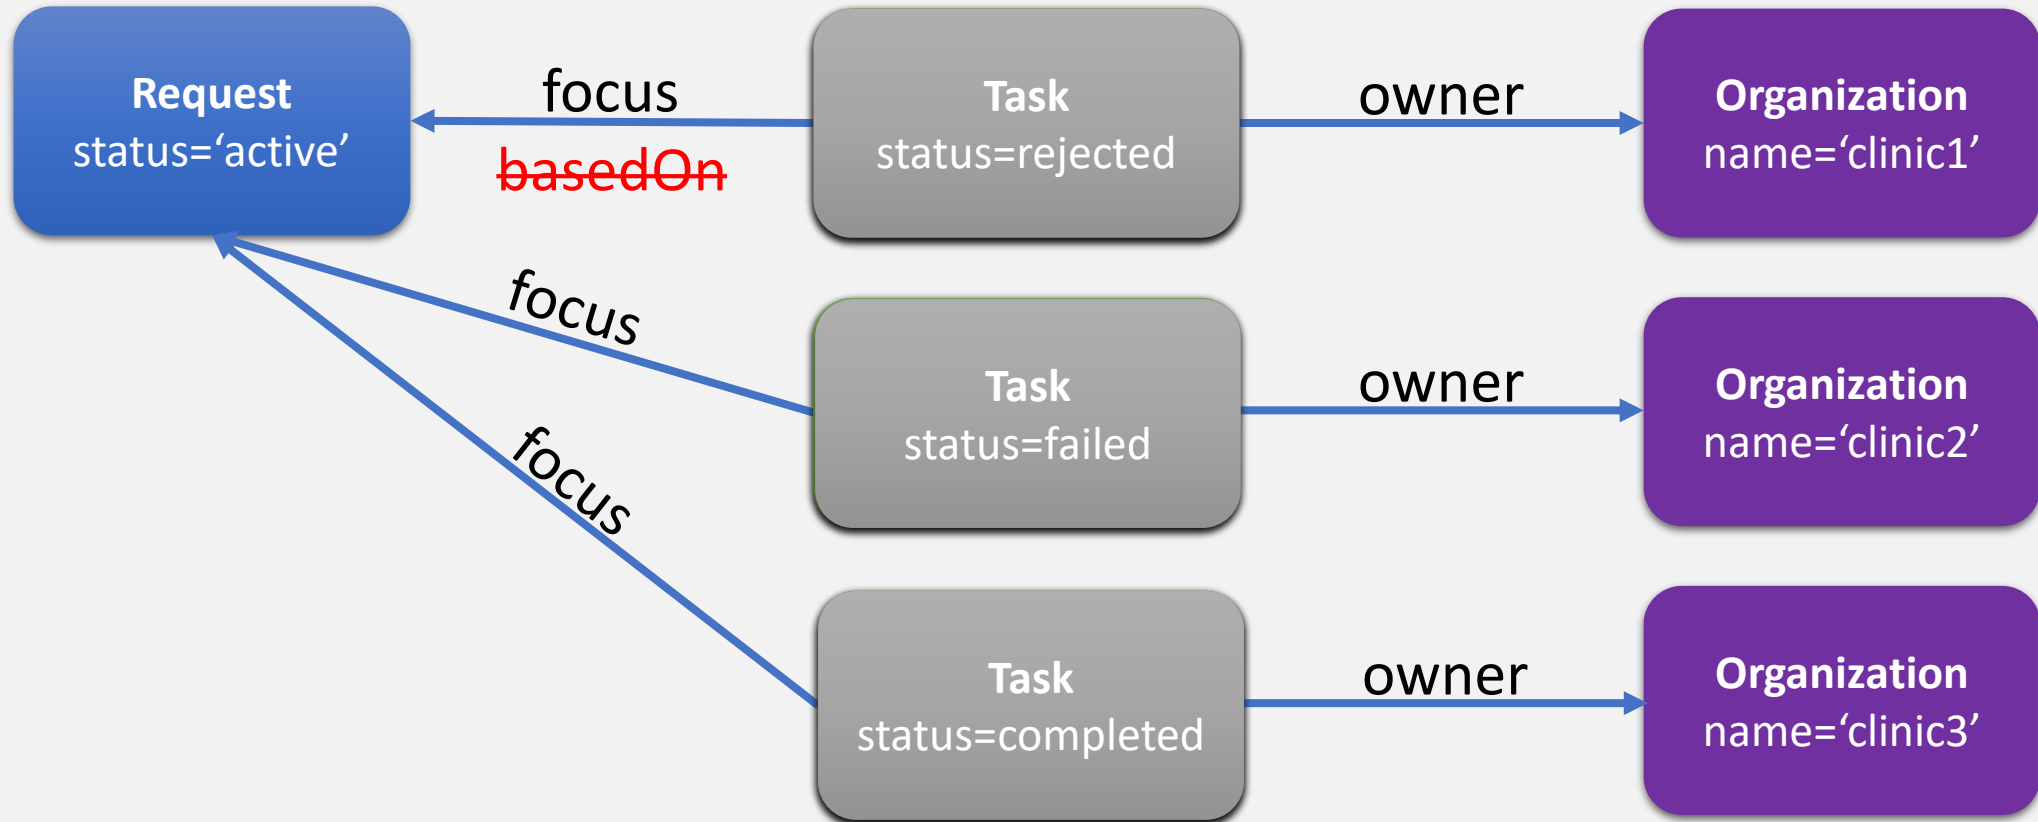 Request
status=‘active’
focus
basedOn
Task
status=rejected
owner
Organization
name=‘clinic1’
focus
Task
status=failed
owner
Organization
name=‘clinic2’
focus
Task
status=completed
owner
Organization
name=‘clinic3’